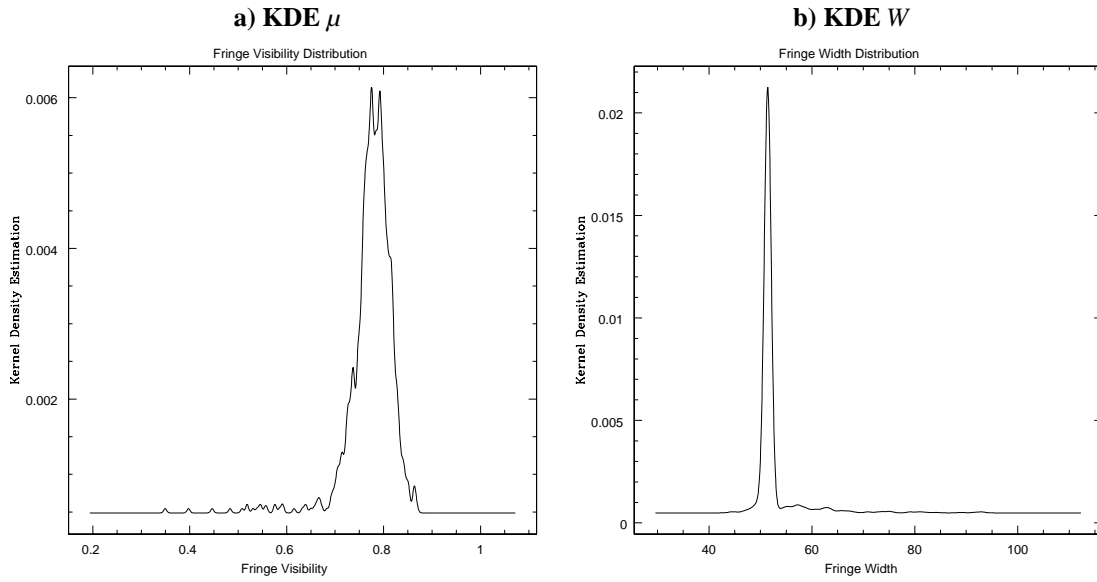 a) KDE μ
Fringe Visibility Distribution
Kernel Density Estimation
0.006
0.004
0.002
0.2
0.4
0.6
0.8
1
Fringe Visibility
b) KDE W
Fringe Width Distribution
Kernel Density Estimation
0.02
0.015
0.01
0.005
0
40
60
80
100
Fringe Width